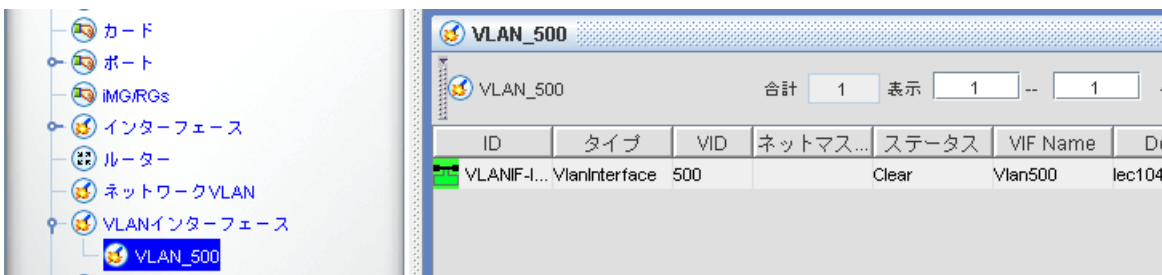 カード
ポート
iMG/RGs
インターフェース
ルーター
ネットワークVLAN
VLANインターフェース
VLAN_500
VLAN_500
VLAN_500 合計 1 表示 1 -- 1
ID タイプ VID ネットマス... ステータス VIF Name De
VLANIF-I... VlanInterface 500 Clear Vlan500 lec104